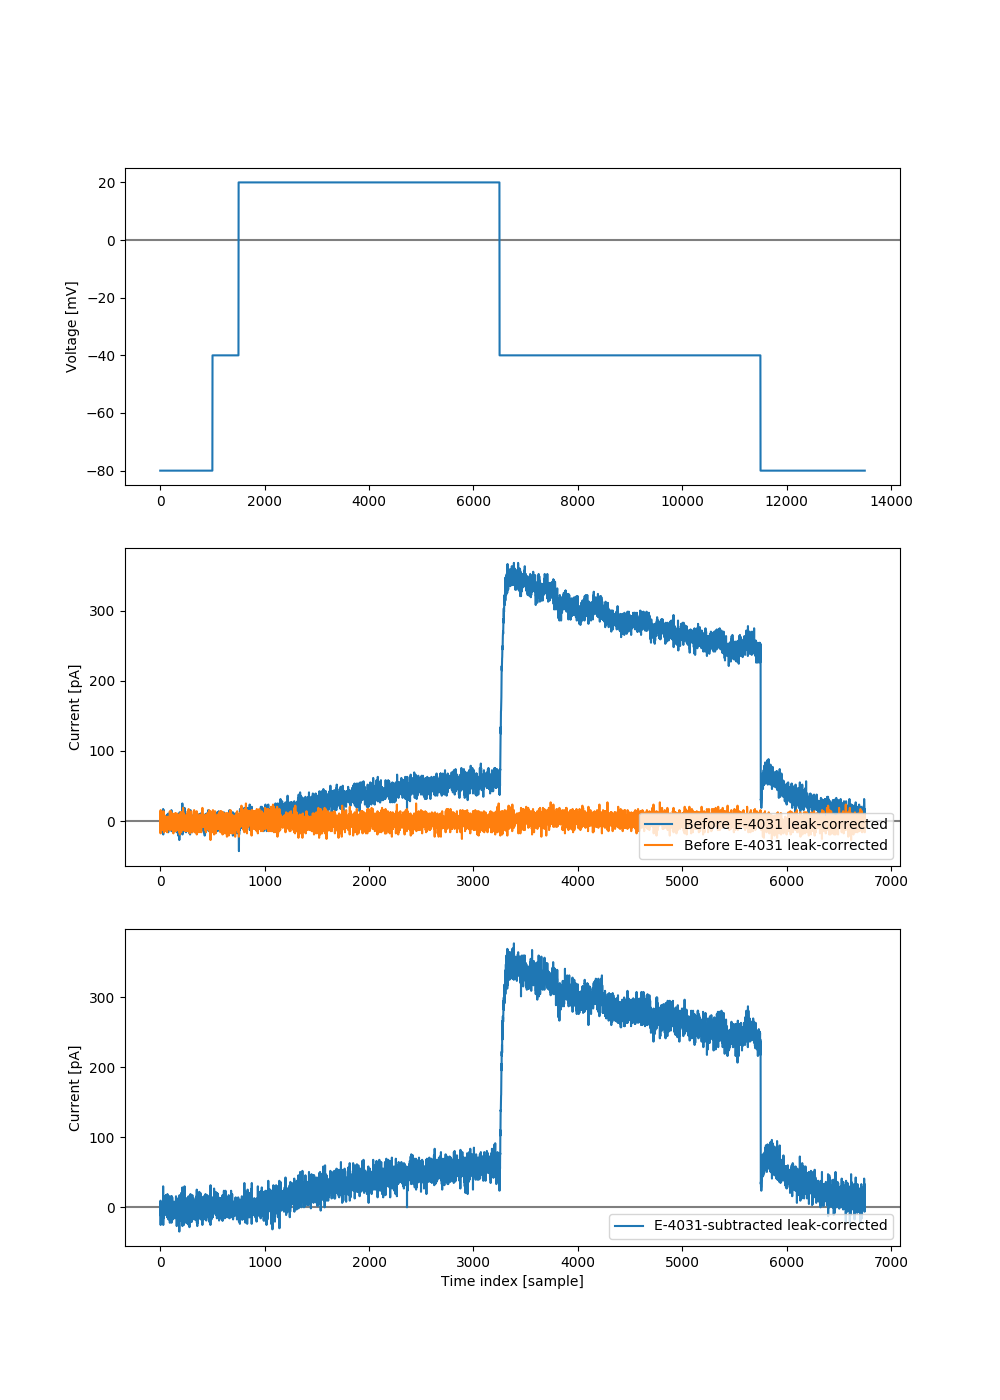 20
0
−20
−40
−60
−80
Voltage [mV]
0 2000 4000 6000 8000 10000 12000 14000
300
200
100
0
Current [pA]
Before E-4031 leak-corrected
Before E-4031 leak-corrected
0 1000 2000 3000 4000 5000 6000 7000
300
200
100
0
Current [pA]
E-4031-subtracted leak-corrected
0 1000 2000 3000 4000 5000 6000 7000
Time index [sample]